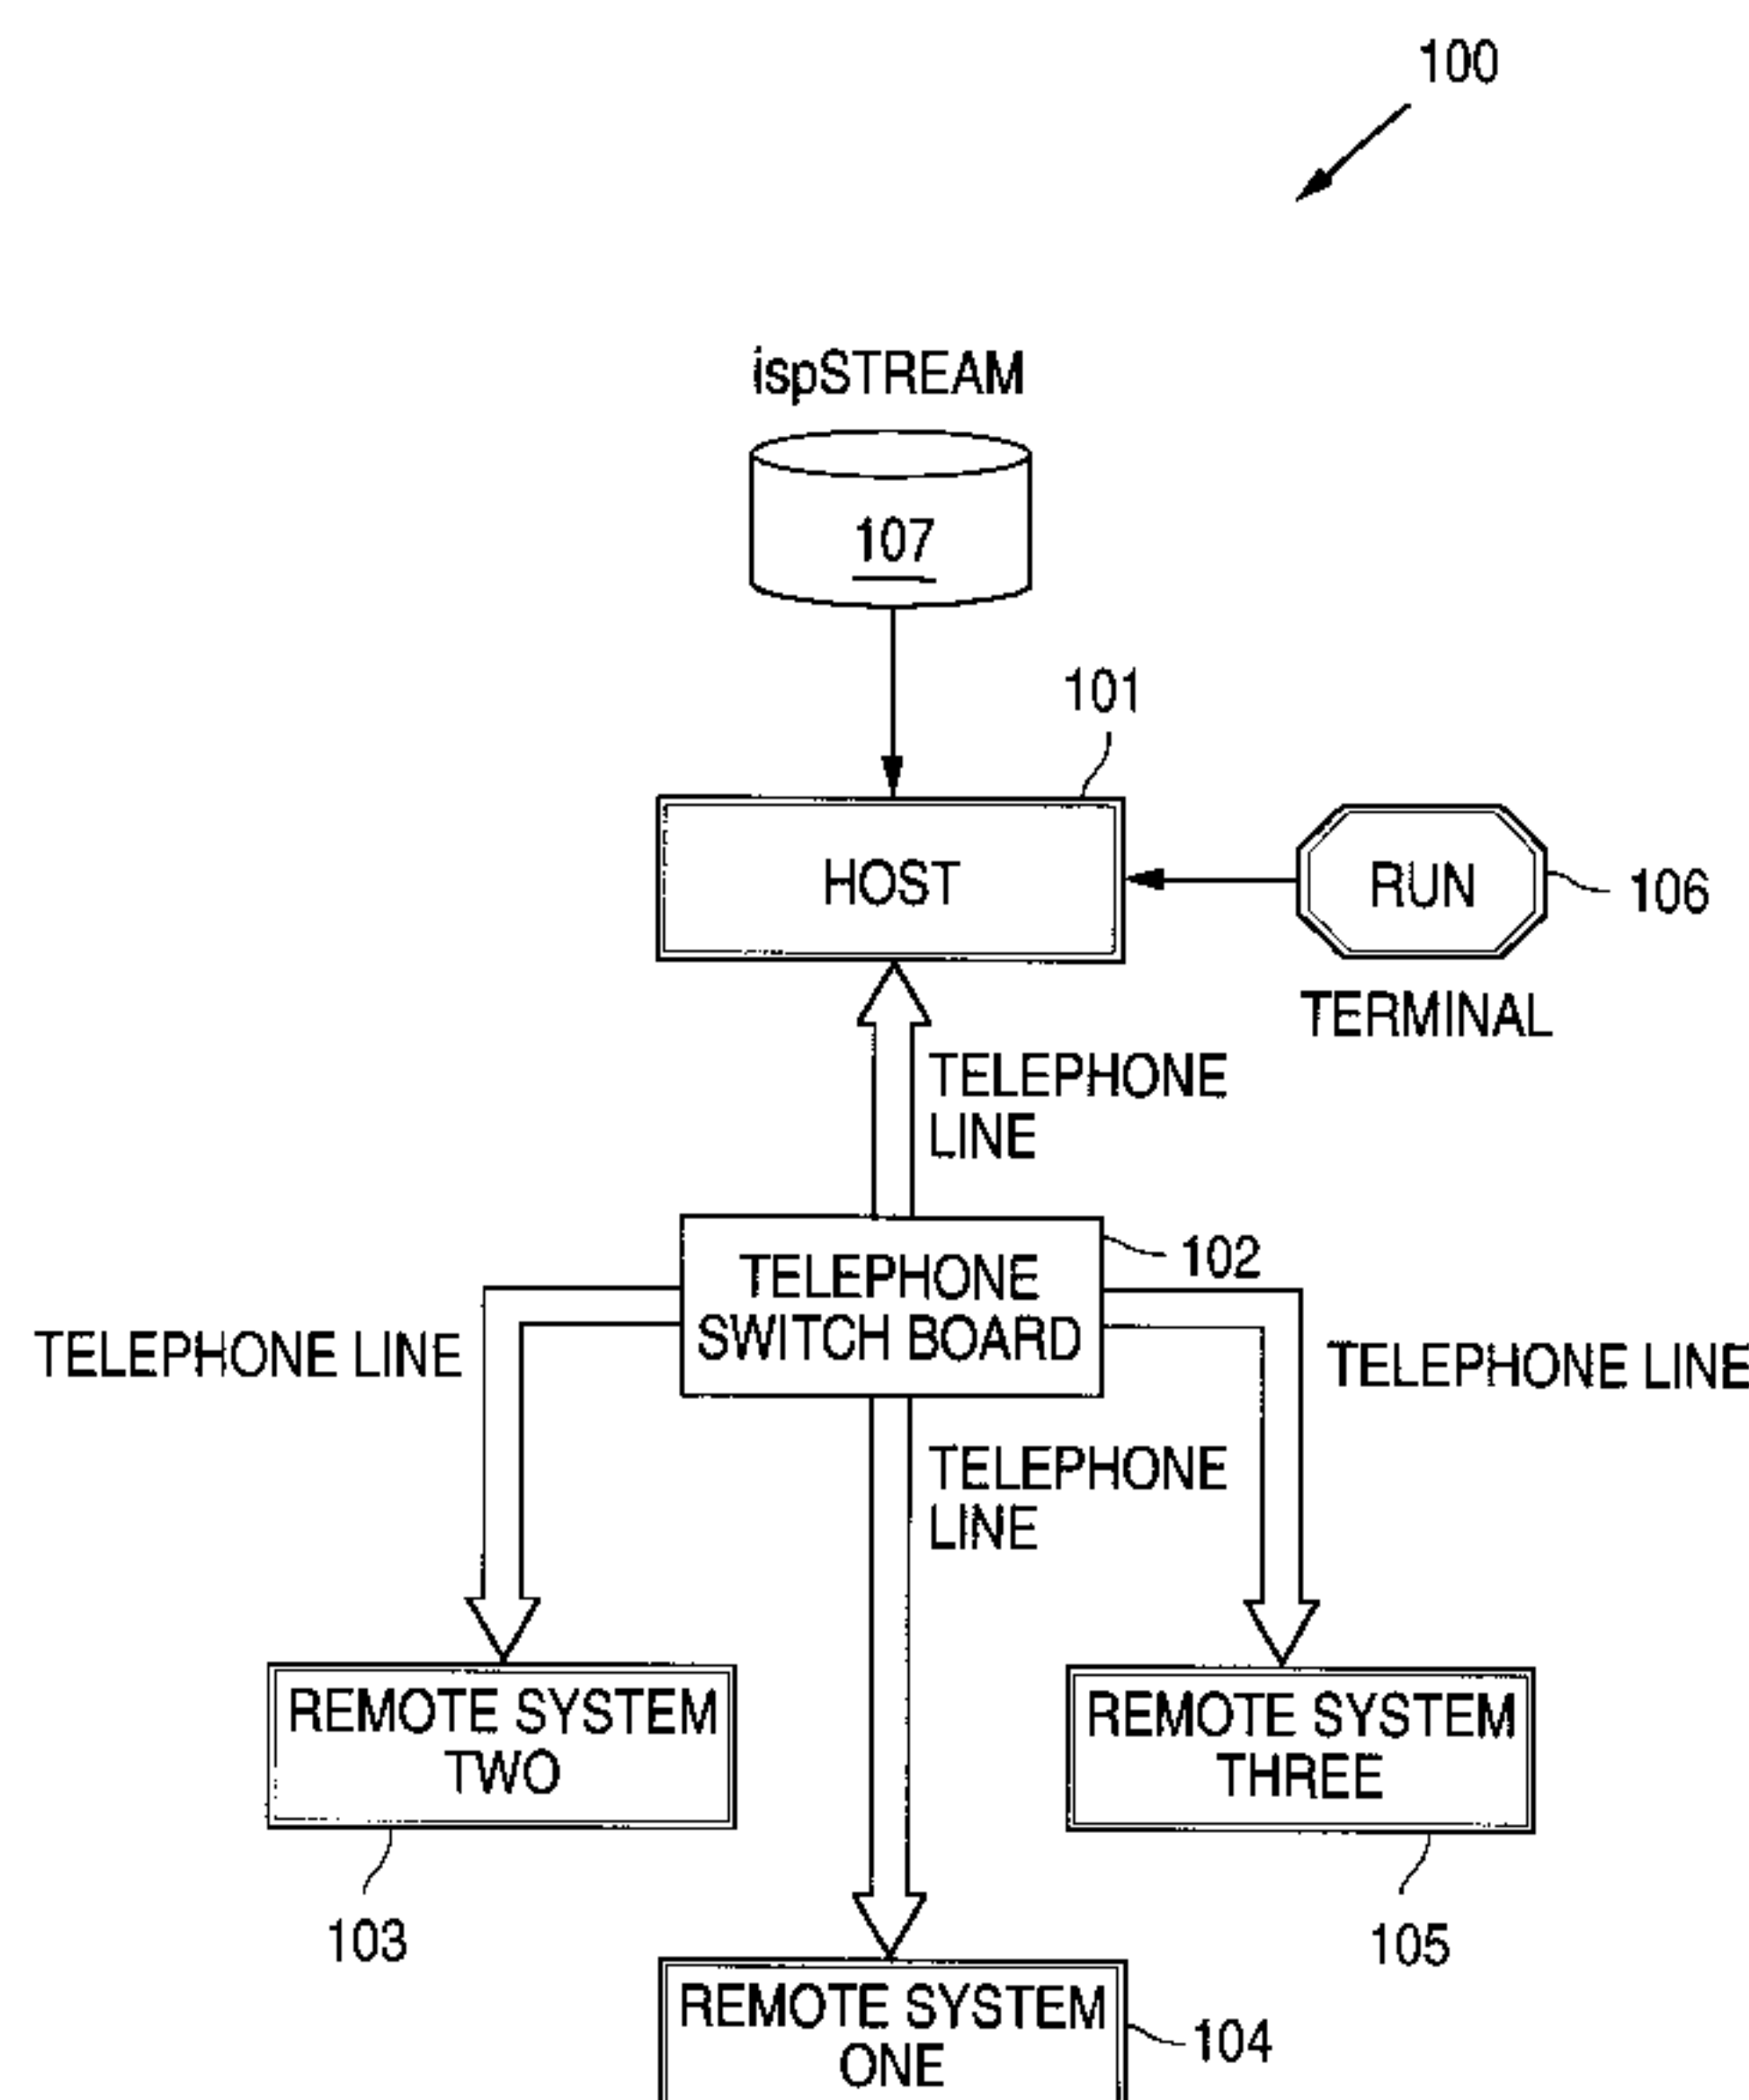 100
ispSTREAM
107
101
HOST
RUN
106
TERMINAL
TELEPHONE
LINE
102
TELEPHONE
SWITCH BOARD
TELEPHONE LINE
TELEPHONE LINE
TELEPHONE
LINE
REMOTE SYSTEM
TWO
REMOTE SYSTEM
THREE
103
105
REMOTE SYSTEM
ONE
104